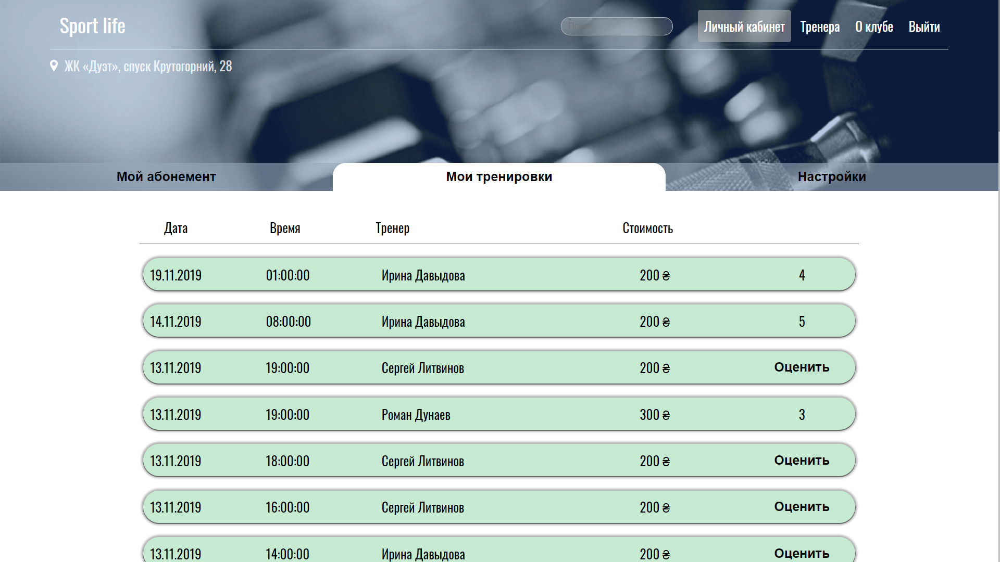 Sport life
Поиск
Личный кабинет
Тренера
О клубе
Выйти
ЖК «Дуэт», спуск Крутогорний, 28
Мой абонемент
Мои тренировки
Настройки
Дата Время Тренер Стоимость
19.11.2019 01:00:00 Ирина Давыдова 200 ₴ 4
14.11.2019 08:00:00 Ирина Давыдова 200 ₴ 5
13.11.2019 19:00:00 Сергей Литвинов 200 ₴ Оценить
13.11.2019 19:00:00 Роман Дунаев 300 ₴ 3
13.11.2019 18:00:00 Сергей Литвинов 200 ₴ Оценить
13.11.2019 16:00:00 Сергей Литвинов 200 ₴ Оценить
13.11.2019 14:00:00 Ирина Давыдова 200 ₴ Оценить